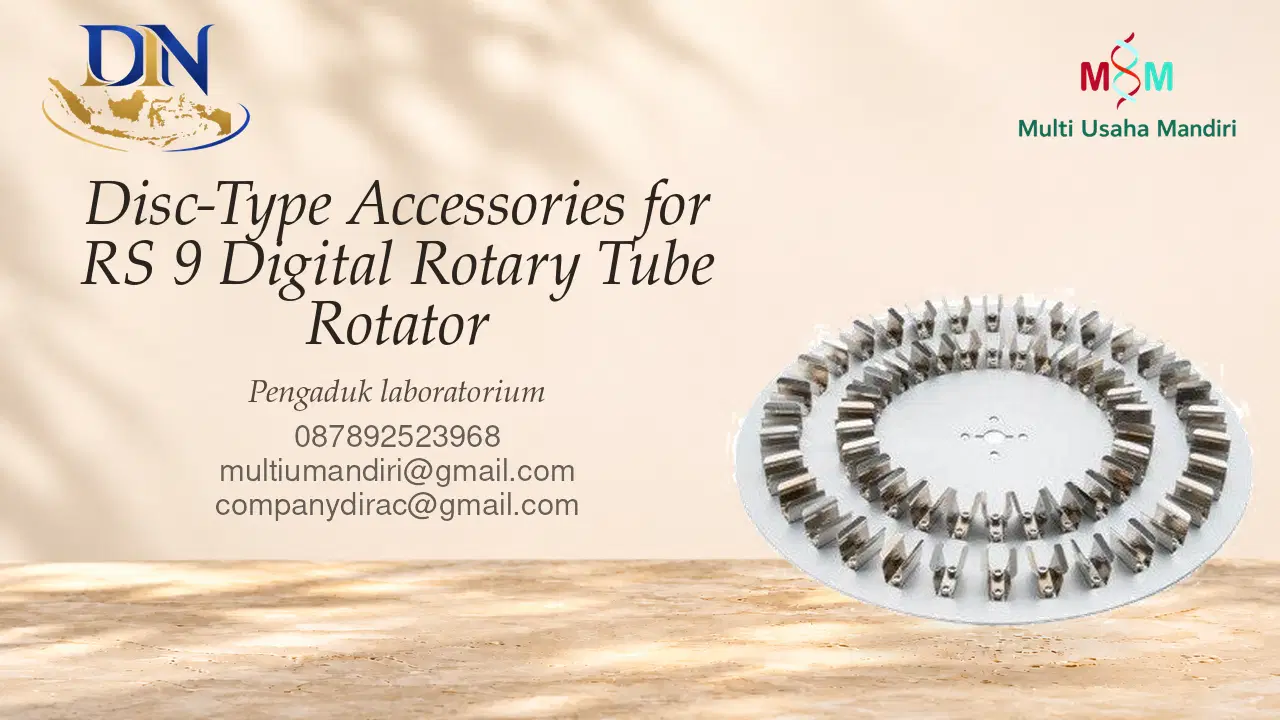 DIN
M M
Multi Usaha Mandiri
Disc-Type Accessories for
RS 9 Digital Rotary Tube
Rotator
Pengaduk laboratorium
087892523968
multiumandiri@gmail.com
companydirac@gmail.com